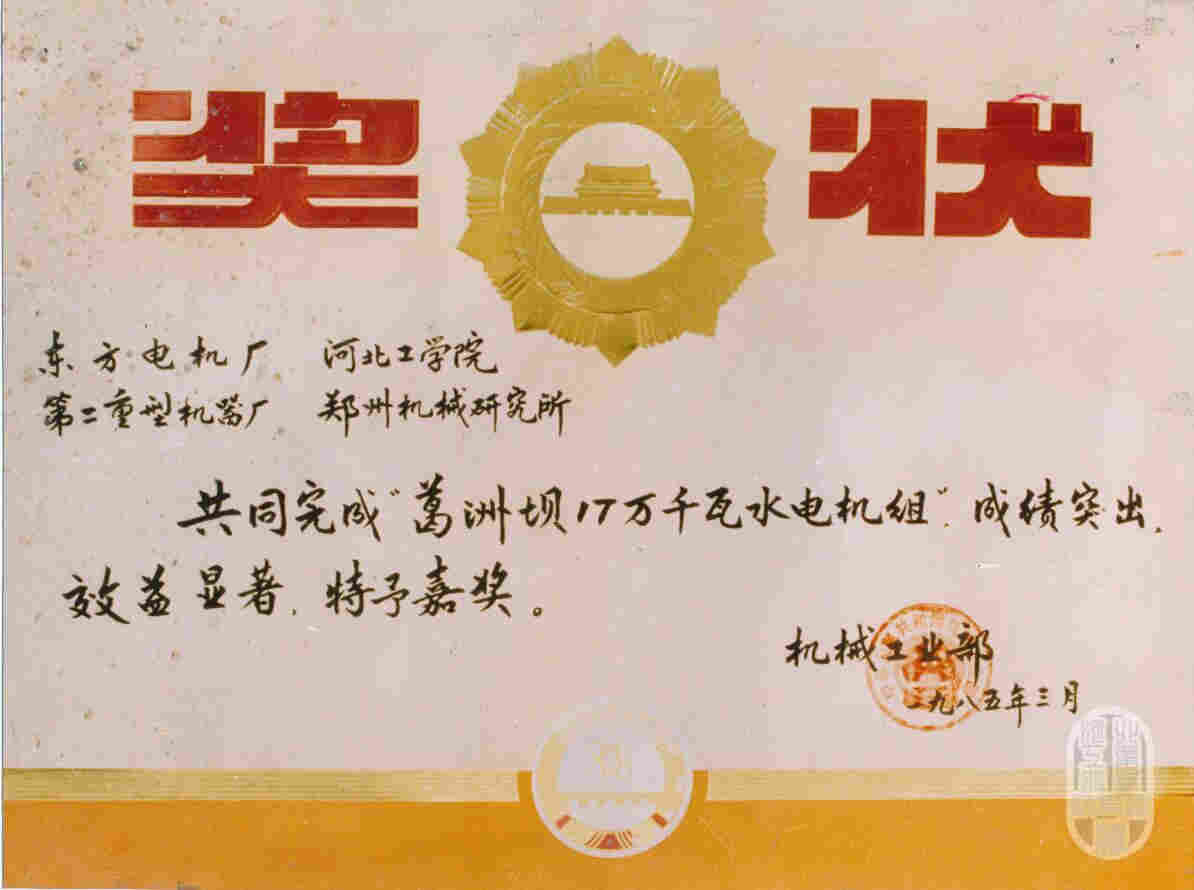 奖状
东方电机厂 河北工学院
第二重型机器厂 郑州机械研究所
共同完成"葛洲坝17万千瓦水电机组",成绩突出,
效益显著,特予嘉奖。
机械工业部
一九八五年三月